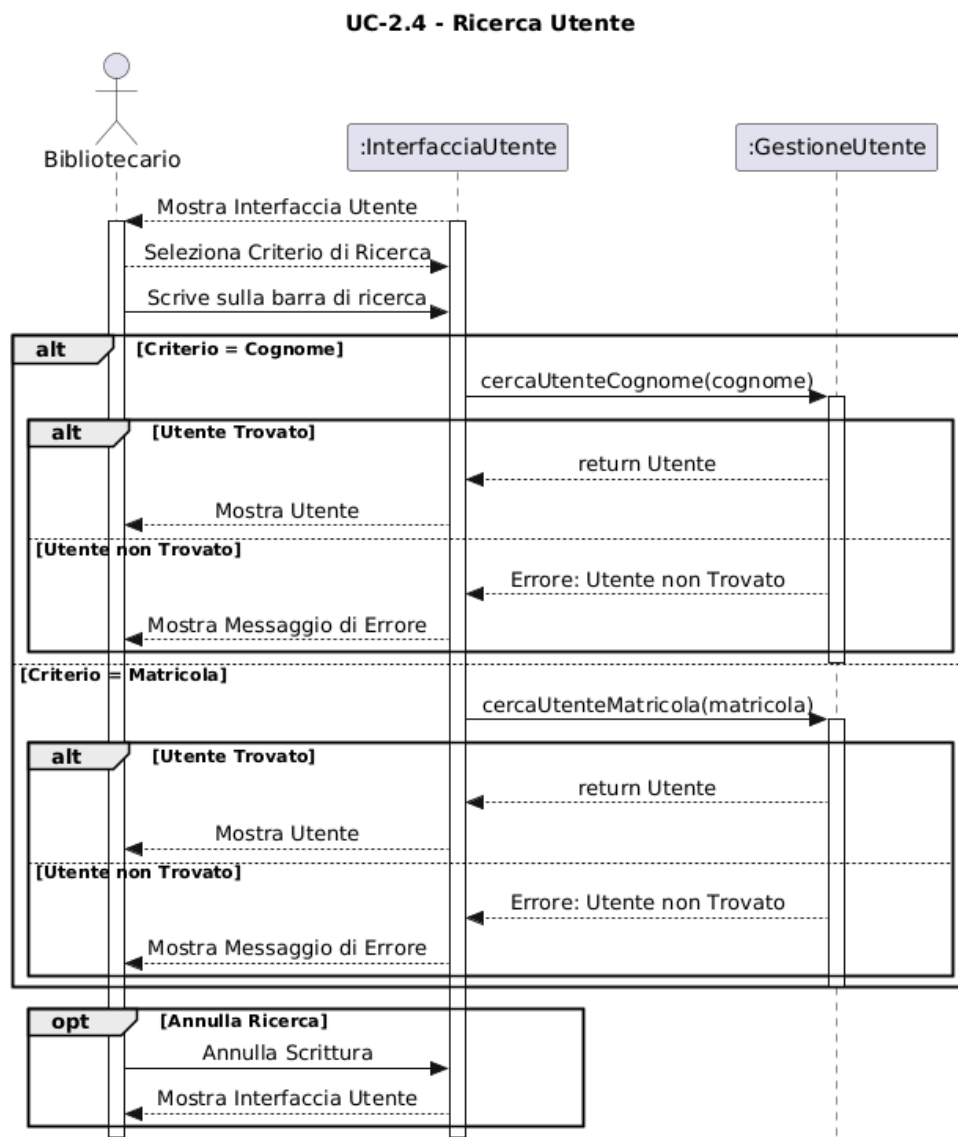 UC-2.4 - Ricerca Utente
Bibliotecario
:InterfacciaUtente
:GestioneUtente
Mostra Interfaccia Utente
Seleziona Criterio di Ricerca
Scrive sulla barra di ricerca
alt
[Criterio = Cognome]
cercaUtenteCognome(cognome)
alt
[Utente Trovato]
return Utente
Mostra Utente
[Utente non Trovato]
Errore: Utente non Trovato
Mostra Messaggio di Errore
[Criterio = Matricola]
cercaUtenteMatricola(matricola)
alt
[Utente Trovato]
return Utente
Mostra Utente
[Utente non Trovato]
Errore: Utente non Trovato
Mostra Messaggio di Errore
opt
[Annulla Ricerca]
Annulla Scrittura
Mostra Interfaccia Utente